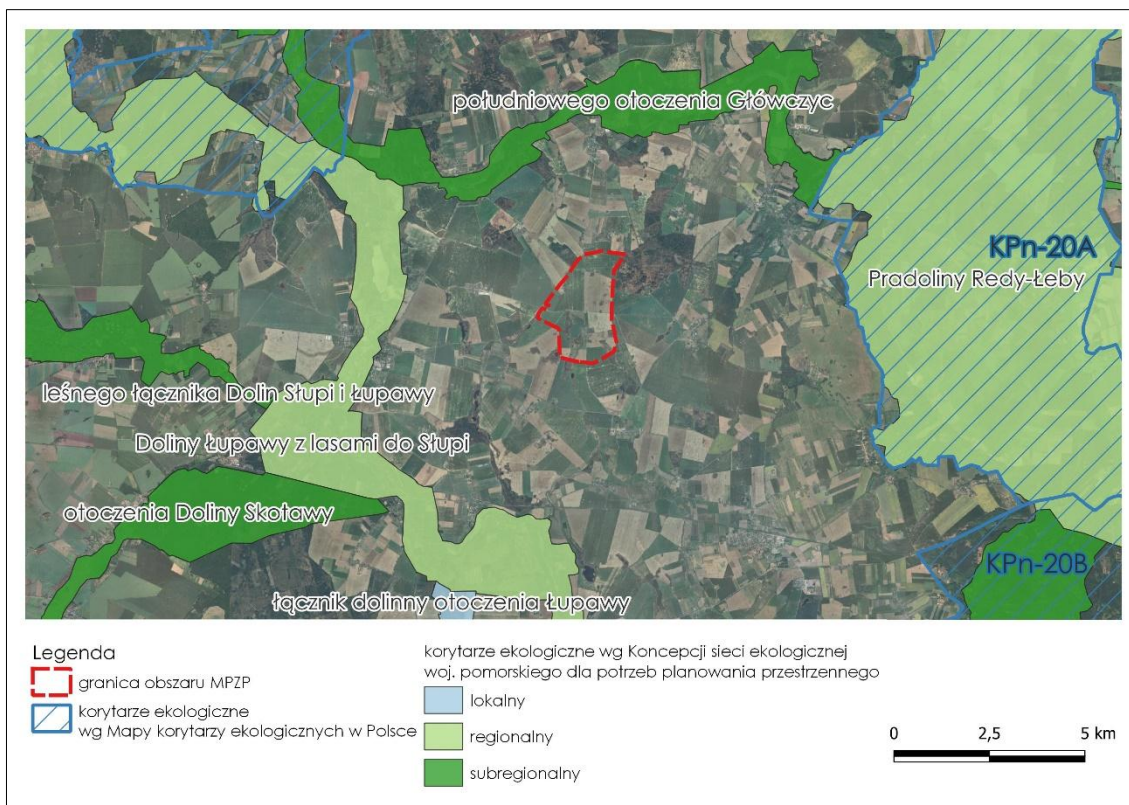 południowego otoczenia Główczyc
KPn-20A
Pradoliny Redy-Łeby
leśnego łącznika Dolin Słupi i Łupawy
Doliny Łupawy z lasami do Słupi
otoczenia Doliny Skotawy
KPn-20B
łącznik dolinny otoczenia Łupawy
Legenda
granica obszaru MPZP
korytarze ekologiczne
wg Mapy korytarzy ekologicznych w Polsce
korytarze ekologiczne wg Koncepcji sieci ekologicznej
woj. pomorskiego dla potrzeb planowania przestrzennego
lokalny
regionalny
subregionalny
0 2,5 5 km